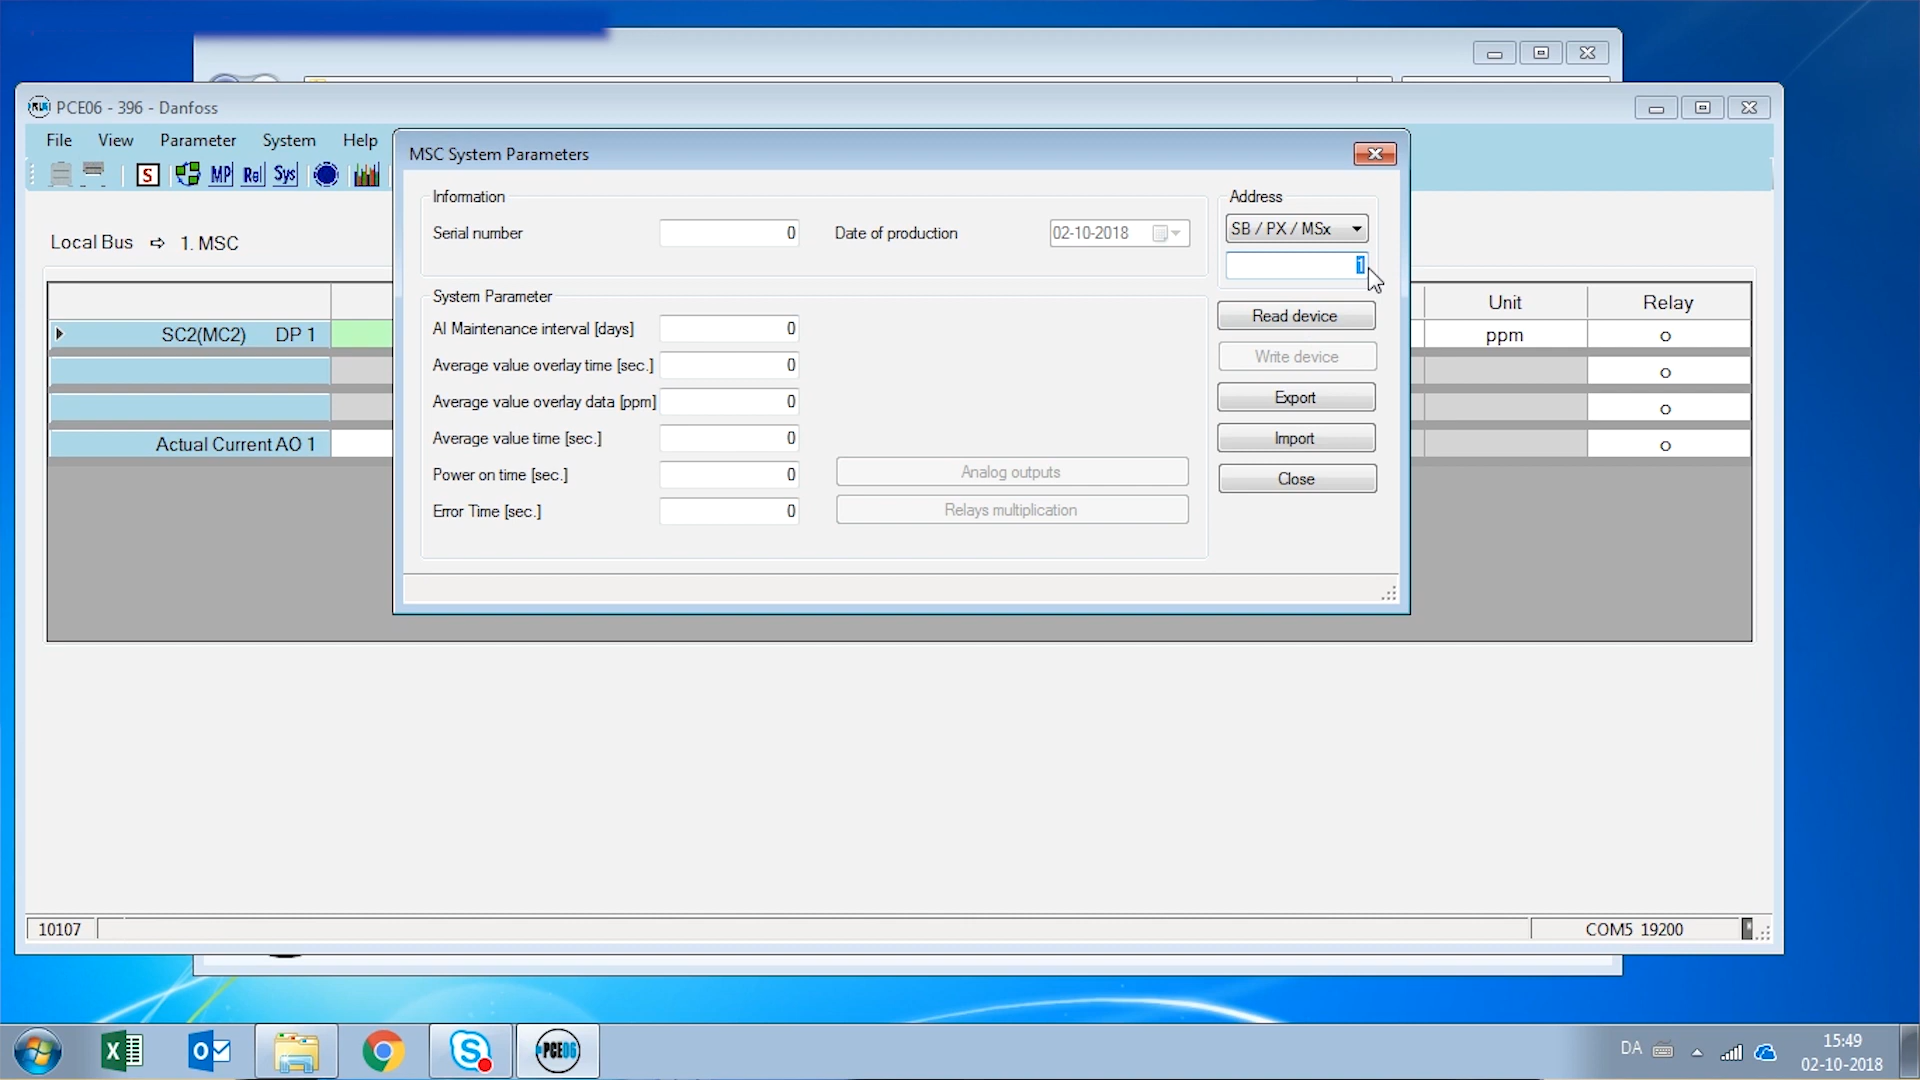 PCE06 - 396 - Danfoss
File View Parameter System Help
S MP Rel Sys
Local Bus ⇨ 1. MSC
MSC System Parameters
Information
Serial number 0 Date of production 02-10-2018
Address
SB / PX / MSx
1
System Parameter
AI Maintenance interval [days] 0
Average value overlay time [sec.] 0
Average value overlay data [ppm] 0
Average value time [sec.] 0
Power on time [sec.] 0
Error Time [sec.] 0
Analog outputs
Relays multiplication
Read device
Write device
Export
Import
Close
Unit Relay
SC2(MC2) DP 1 ppm o
o
o
Actual Current AO 1 o
10107 COM5 19200
PCE06
DA 15:49
02-10-2018